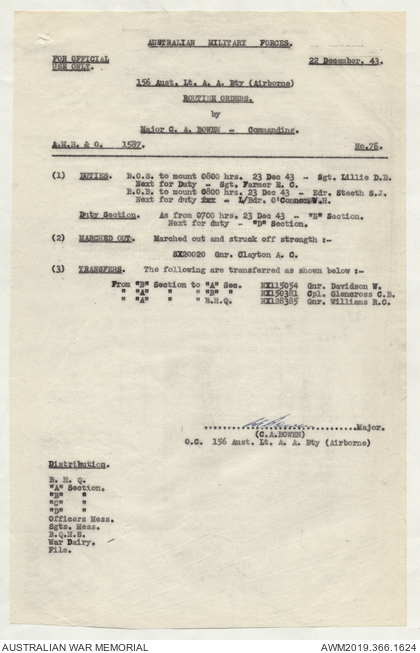 AUSTRALIAN MILITARY FORCES.
FOR OFFICIAL
USE ONLY.
22 December. 43.
156 Aust. Lt. A. A. Bty (Airborne)
ROUTINE ORDERS.
by
Major C. A. BOWEN - Commanding.
A.M.H. & O. 1587.
No.78.
(1) DUTIES. B.O.S. to mount 0800 hrs. 23 Dec 43 - Sgt. Lillie D.B.
Next for Duty - Sgt. Farmer H. C.
B.O.B. to mount 0800 hrs. 23 Dec 43 - Bdr. Steeth S.J.
Next for duty - L/Bdr. O'Connor W.H.
Duty Section. As from 0700 hrs. 23 Dec 43 - "B" Section.
Next for duty - "D" Section.
(2) MARCHED OUT. Marched out and struck off strength :-
SX20020 Gnr. Clayton A. C.
(3) TRANSFERS. The following are transferred as shown below :-
From "B" Section to "A" Sec. NX115054 Gnr. Davidson W.
" "A" " " "B" " NX150381 Cpl. Glencross C.B.
" "A" " " B.H.Q. NX128385 Gnr. Williams R.C.
Major.
(C.A.BOWEN)
O.C. 156 Aust. Lt. A. A. Bty (Airborne)
Distribution.
B. H. Q.
"A" Section.
"B" "
"C" "
"D" "
Officers Mess.
Sgts. Mess.
B.Q.M.S.
War Dairy.
File.
AUSTRALIAN WAR MEMORIAL
AWM2019.366.1624